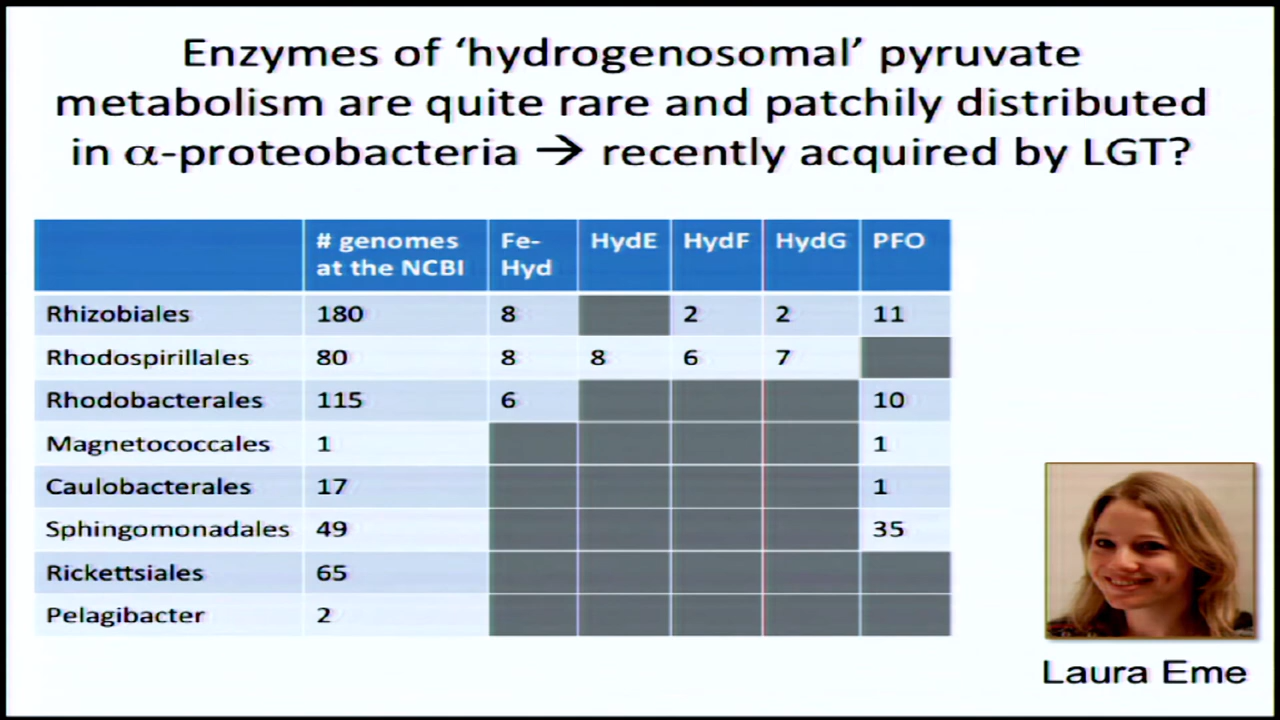 Enzymes of ‘hydrogenosomal’ pyruvate
metabolism are quite rare and patchily distributed
in α-proteobacteria → recently acquired by LGT?
# genomes at the NCBI Fe-Hyd HydE HydF HydG PFO
Rhizobiales 180 8 2 2 11
Rhodospirillales 80 8 8 6 7
Rhodobacterales 115 6 10
Magnetococcales 1 1
Caulobacterales 17 1
Sphingomonadales 49 35
Rickettsiales 65
Pelagibacter 2
Laura Eme